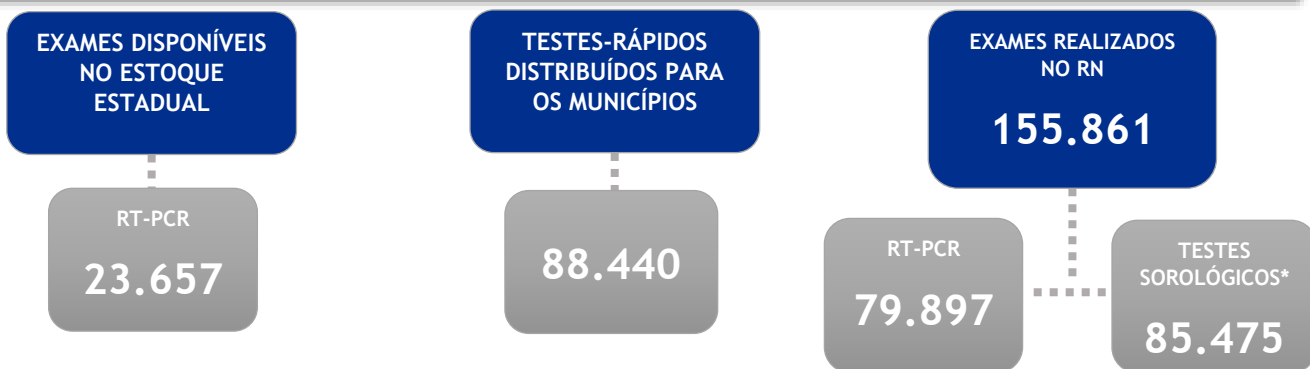 EXAMES DISPONÍVEIS
NO ESTOQUE
ESTADUAL
RT-PCR
23.657
TESTES-RÁPIDOS
DISTRIBUÍDOS PARA
OS MUNICÍPIOS
88.440
EXAMES REALIZADOS
NO RN
155.861
RT-PCR
79.897
TESTES
SOROLÓGICOS*
85.475